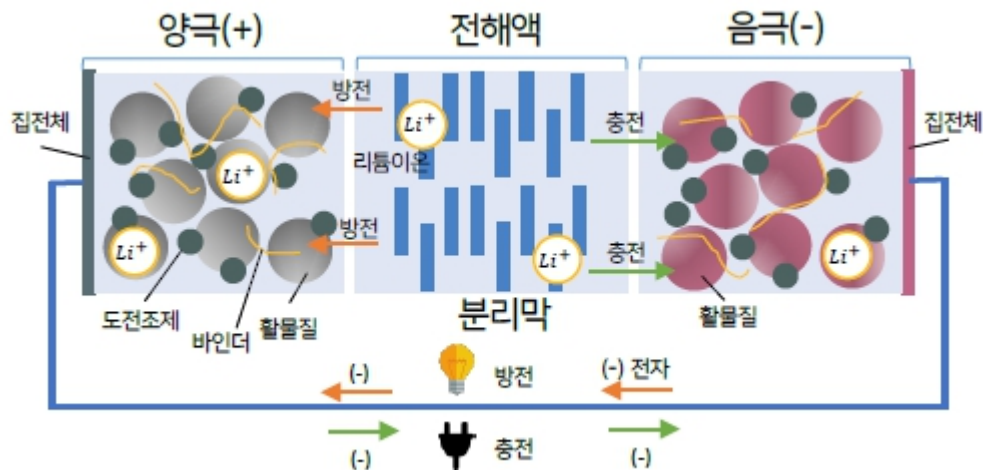 양극(+)
전해액
음극(-)
집전체
방전
Li⁺
리튬이온
충전
집전체
Li⁺
방전
Li⁺
Li⁺
충전
Li⁺
도전조제
바인더
활물질
분리막
활물질
(-)
방전
(-) 전자
(-)
충전
(-)